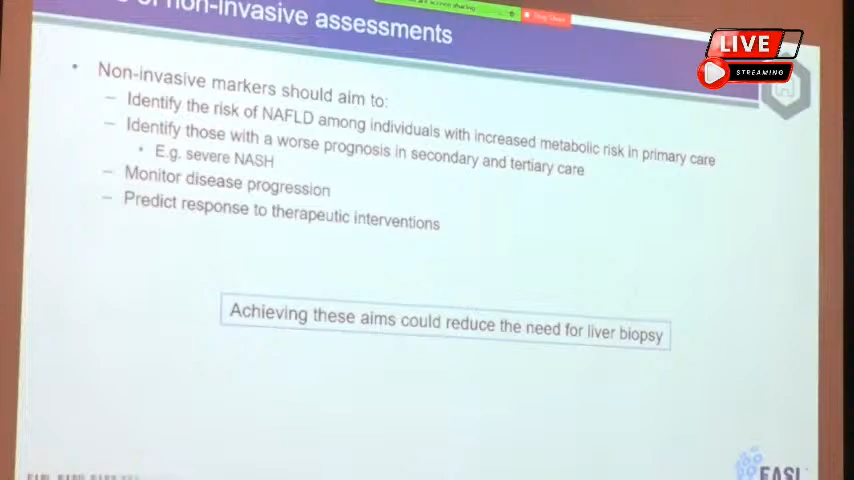 non-invasive assessments
LIVE
STREAMING
• Non-invasive markers should aim to:
– Identify the risk of NAFLD among individuals with increased metabolic risk in primary care
– Identify those with a worse prognosis in secondary and tertiary care
• E.g. severe NASH
– Monitor disease progression
– Predict response to therapeutic interventions
Achieving these aims could reduce the need for liver biopsy
EASL